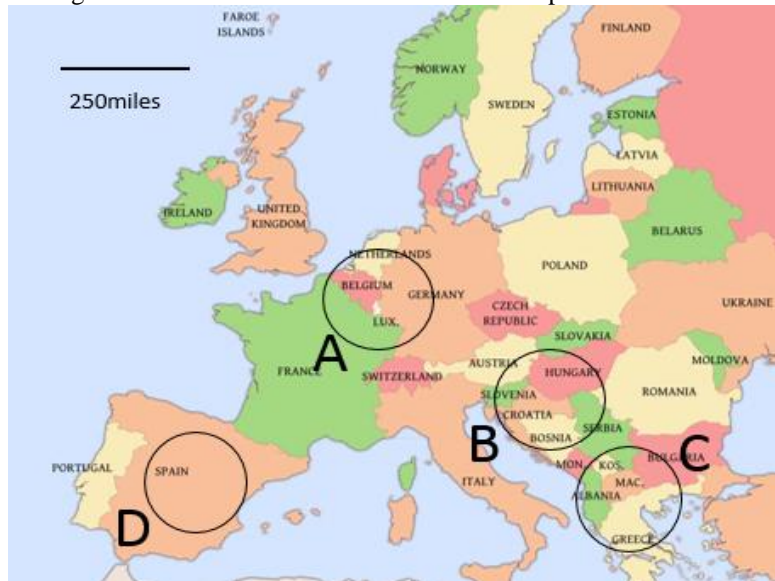 FAROE
ISLANDS
FINLAND
NORWAY
250miles
SWEDEN
ESTONIA
LATVIA
LITHUANIA
IRELAND
UNITED
KINGDOM
BELARUS
NETHERLANDS
POLAND
BELGIUM
GERMANY
UKRAINE
CZECH
REPUBLIC
LUX.
SLOVAKIA
A
FRANCE
SWITZERLAND
AUSTRIA
HUNGARY
MOLDOVA
SLOVENIA
ROMANIA
CROATIA
BOSNIA
SERBIA
B
C
PORTUGAL
SPAIN
ITALY
MON.
KOS.
BULGARIA
MAC.
ALBANIA
D
GREECE